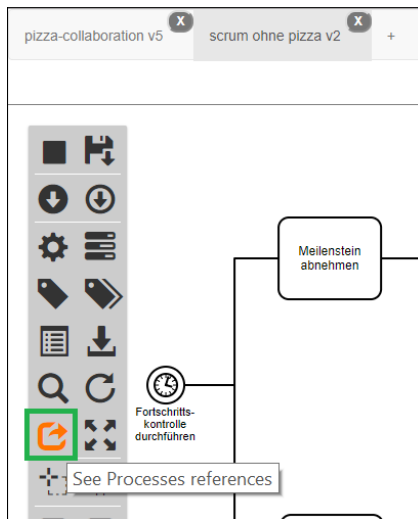 pizza-collaboration v5 X scrum ohne pizza v2 X +
Meilenstein
abnehmen
Fortschritts-
kontrolle
durchführen
See Processes references